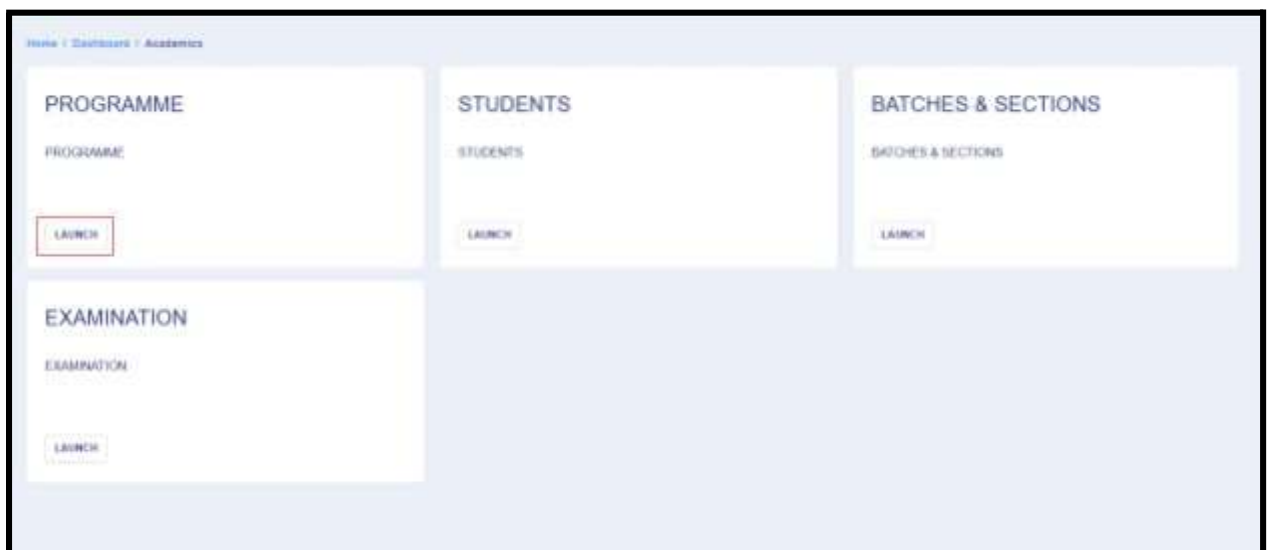 Home / Dashboard / Academics
PROGRAMME
PROGRAMME
LAUNCH
STUDENTS
STUDENTS
LAUNCH
BATCHES & SECTIONS
BATCHES & SECTIONS
LAUNCH
EXAMINATION
EXAMINATION
LAUNCH